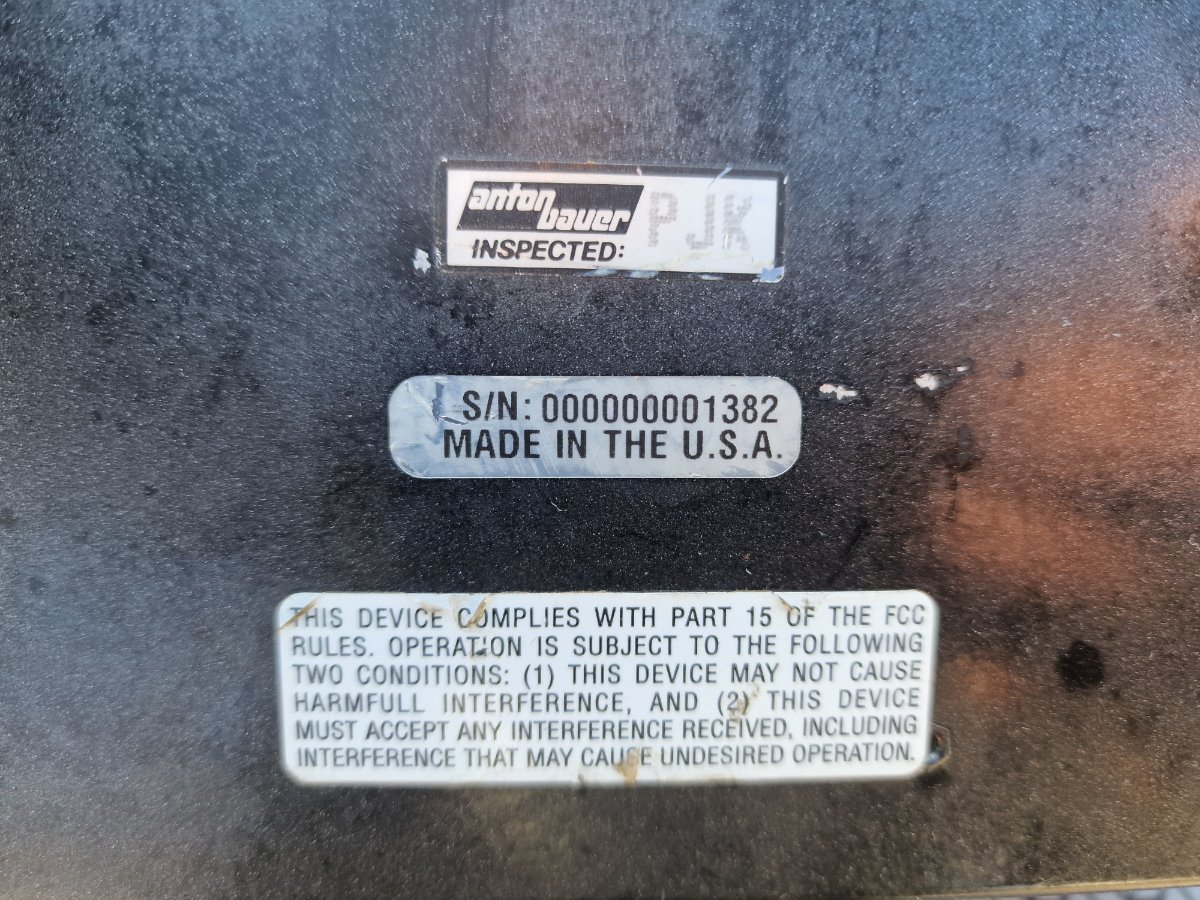 anton bauer
INSPECTED:
S/N: 000000001382
MADE IN THE U.S.A.
THIS DEVICE COMPLIES WITH PART 15 OF THE FCC
RULES. OPERATION IS SUBJECT TO THE FOLLOWING
TWO CONDITIONS: (1) THIS DEVICE MAY NOT CAUSE
HARMFULL INTERFERENCE, AND (2) THIS DEVICE
MUST ACCEPT ANY INTERFERENCE RECEIVED, INCLUDING
INTERFERENCE THAT MAY CAUSE UNDESIRED OPERATION.